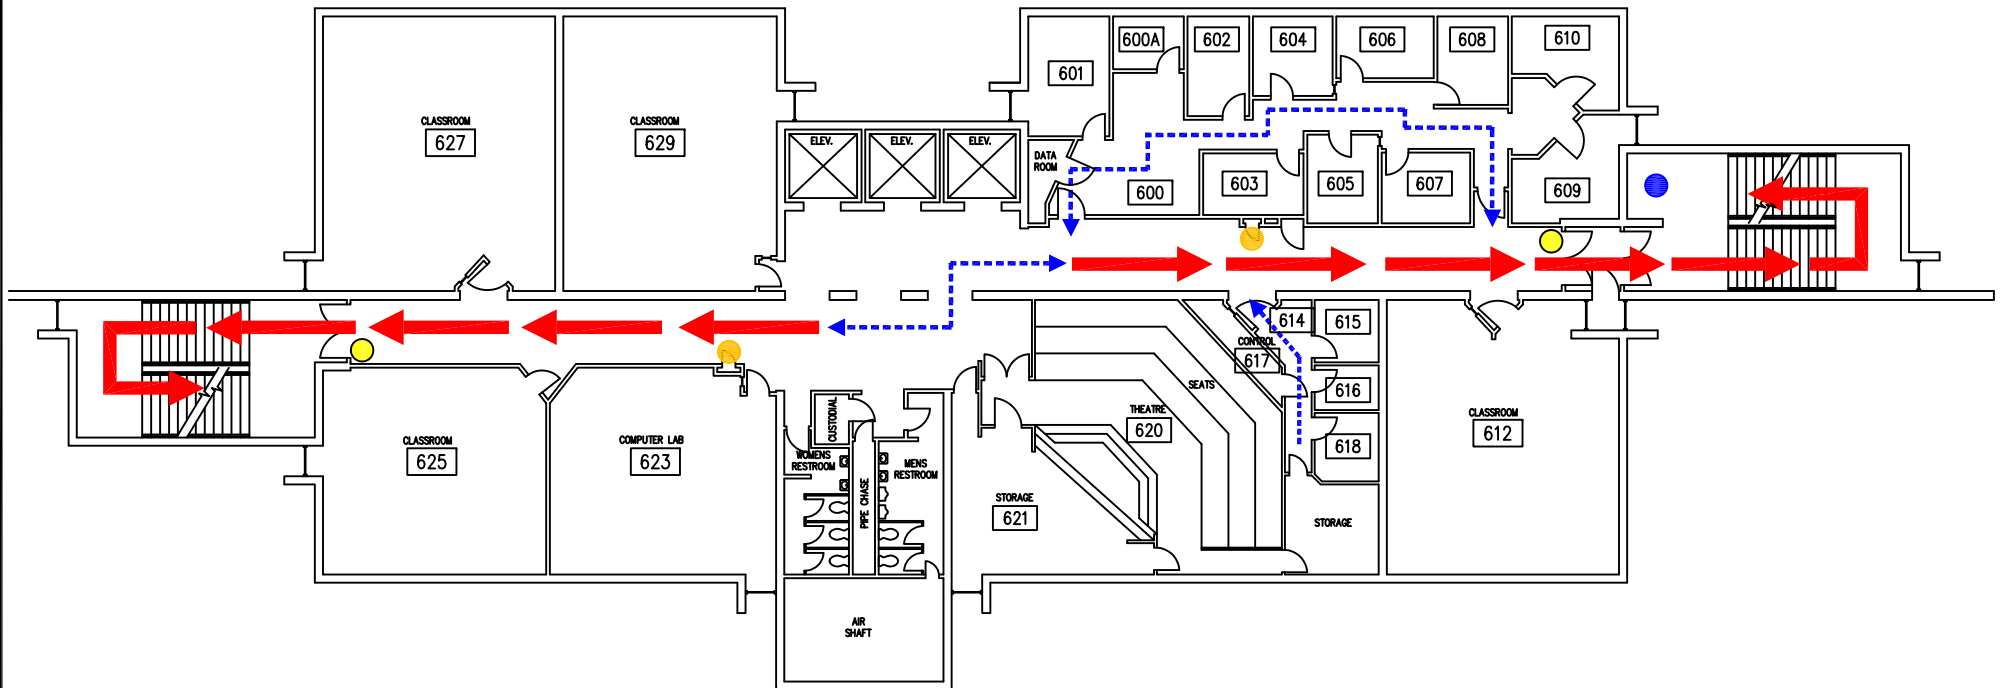 600A
602
604
606
608
610
601
CLASSROOM
627
CLASSROOM
629
ELEV.
ELEV.
ELEV.
DATA
ROOM
600
603
605
607
609
614
615
CONTROL
617
616
618
SEATS
THEATRE
620
CLASSROOM
612
CLASSROOM
625
COMPUTER LAB
623
CUSTODIAL
WOMENS
RESTROOM
MENS
RESTROOM
PIPE CHASE
STORAGE
621
STORAGE
AIR
SHAFT